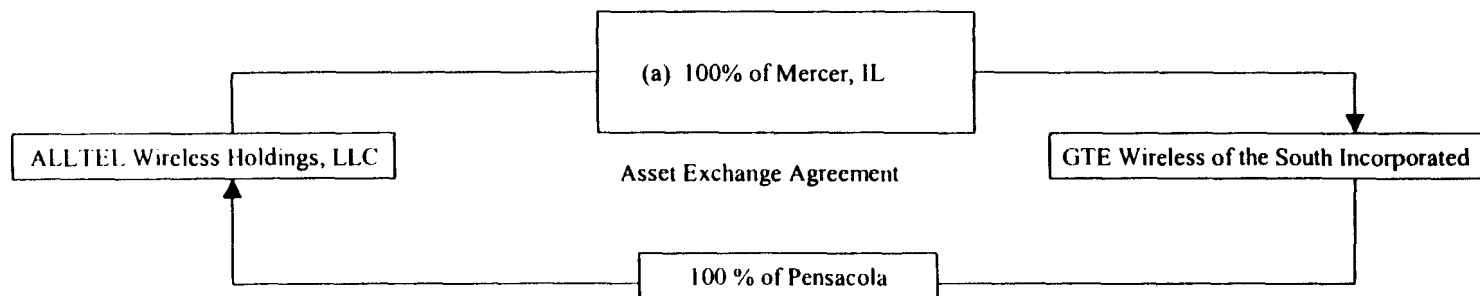 (a) 100% of Mercer, IL
ALLTEL Wireless Holdings, LLC
GTE Wireless of the South Incorporated
Asset Exchange Agreement
100 % of Pensacola